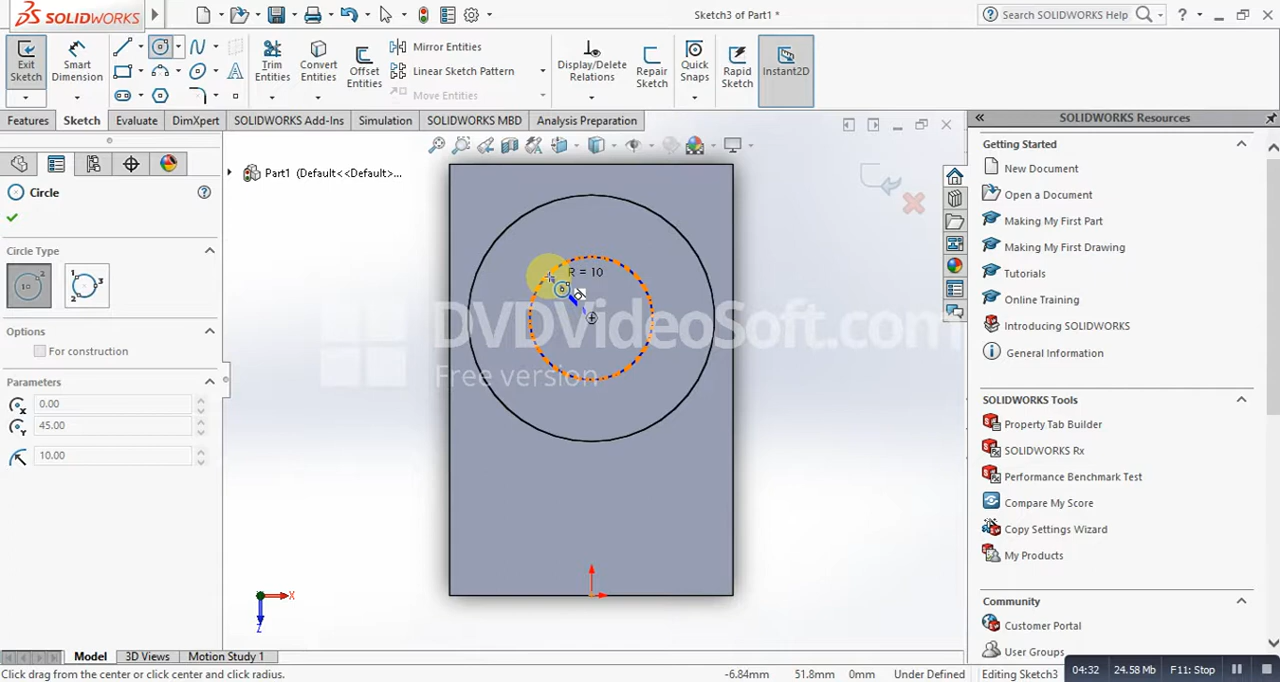 SOLIDWORKS
Sketch3 of Part1 *
Search SOLIDWORKS Help
?
Exit Sketch
Smart Dimension
Trim Entities
Convert Entities
Offset Entities
Mirror Entities
Linear Sketch Pattern
Move Entities
Display/Delete Relations
Repair Sketch
Quick Snaps
Rapid Sketch
Instant2D
Features
Sketch
Evaluate
DimXpert
SOLIDWORKS Add-Ins
Simulation
SOLIDWORKS MBD
Analysis Preparation
Part1 (Default<<Default>...
Circle
Circle Type
Options
For construction
Parameters
0.00
45.00
10.00
R = 10
DVDVideoSoft.com
Free version
X
Z
SOLIDWORKS Resources
Getting Started
New Document
Open a Document
Making My First Part
Making My First Drawing
Tutorials
Online Training
Introducing SOLIDWORKS
General Information
SOLIDWORKS Tools
Property Tab Builder
SOLIDWORKS Rx
Performance Benchmark Test
Compare My Score
Copy Settings Wizard
My Products
Community
Customer Portal
User Groups
Model
3D Views
Motion Study 1
Click drag from the center or click center and click radius.
-6.84mm
51.8mm
0mm
Under Defined
Editing Sketch3
04:32
24.58 Mb
F11: Stop